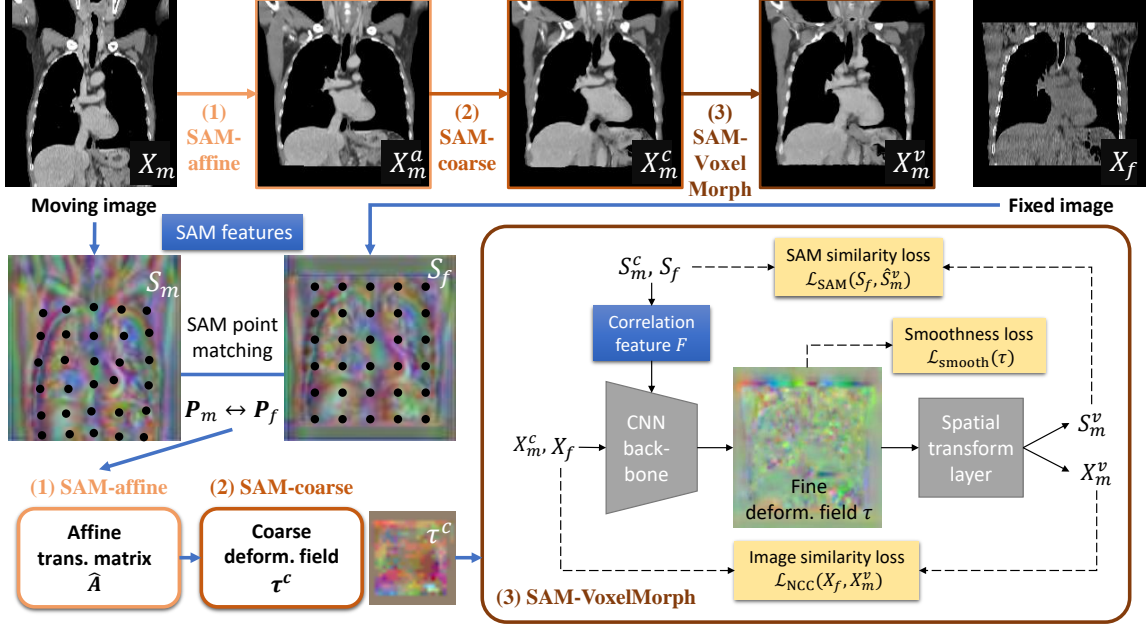 X_m
(1)
SAM-
affine
X_m^a
(2)
SAM-
coarse
X_m^c
(3)
SAM-
Voxel
Morph
X_m^v
X_f
Moving image
SAM features
Fixed image
S_m
SAM point
matching
S_f
P_m ↔ P_f
(1) SAM-affine
(2) SAM-coarse
Affine
trans. matrix
Â
Coarse
deform. field
τ^c
τ^c
S_m^c, S_f
SAM similarity loss
ℒ_SAM(S_f, Ŝ_m^v)
Correlation
feature F
Smoothness loss
ℒ_smooth(τ)
X_m^c, X_f
CNN
back-
bone
Fine
deform. field τ
Spatial
transform
layer
S_m^v
X_m^v
Image similarity loss
ℒ_NCC(X_f, X_m^v)
(3) SAM-VoxelMorph